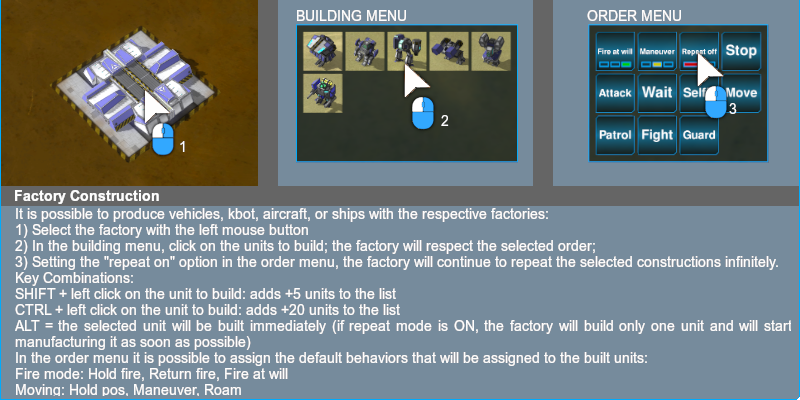 BUILDING MENU
ORDER MENU
Fire at will
Maneuver
Repeat off
Stop
Attack
Wait
Self
Move
Patrol
Fight
Guard
1
2
3
Factory Construction
It is possible to produce vehicles, kbot, aircraft, or ships with the respective factories:
1) Select the factory with the left mouse button
2) In the building menu, click on the units to build; the factory will respect the selected order;
3) Setting the "repeat on" option in the order menu, the factory will continue to repeat the selected constructions infinitely.
Key Combinations:
SHIFT + left click on the unit to build: adds +5 units to the list
CTRL + left click on the unit to build: adds +20 units to the list
ALT = the selected unit will be built immediately (if repeat mode is ON, the factory will build only one unit and will start
manufacturing it as soon as possible)
In the order menu it is possible to assign the default behaviors that will be assigned to the built units:
Fire mode: Hold fire, Return fire, Fire at will
Moving: Hold pos, Maneuver, Roam